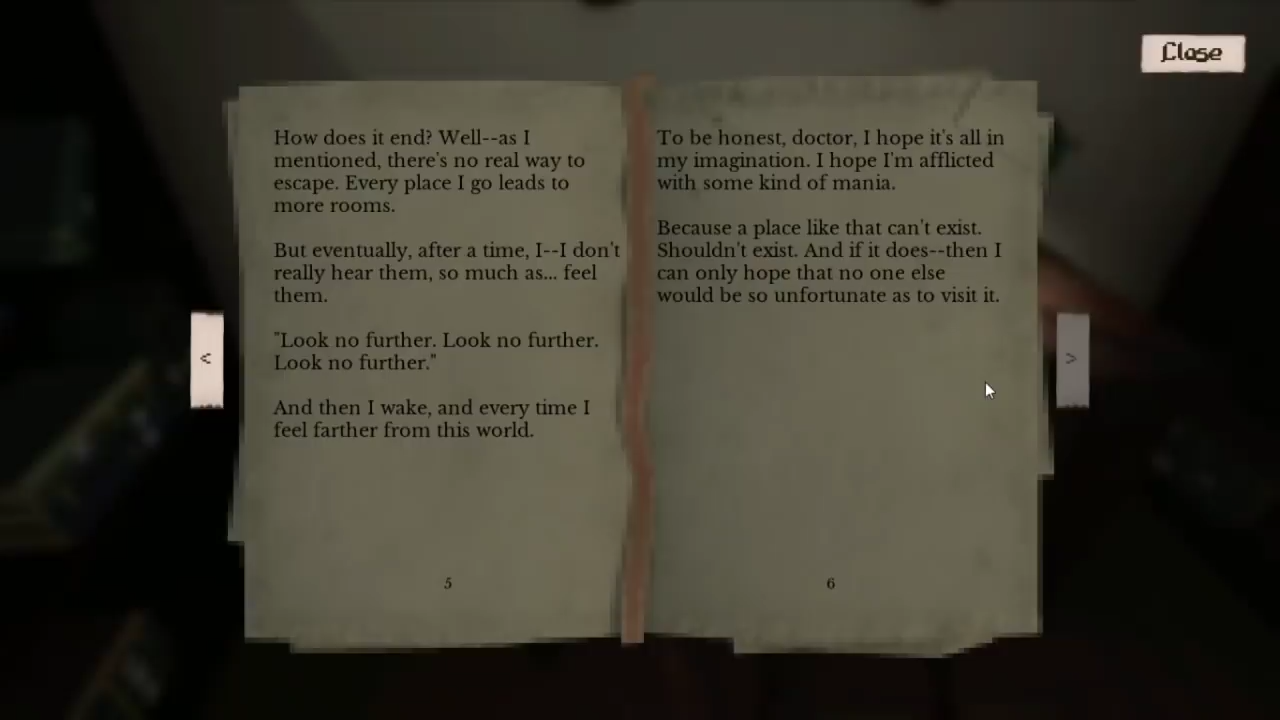 Close
How does it end? Well--as I
mentioned, there's no real way to
escape. Every place I go leads to
more rooms.
But eventually, after a time, I--I don't
really hear them, so much as... feel
them.
"Look no further. Look no further.
Look no further."
And then I wake, and every time I
feel farther from this world.
5
To be honest, doctor, I hope it's all in
my imagination. I hope I'm afflicted
with some kind of mania.
Because a place like that can't exist.
Shouldn't exist. And if it does--then I
can only hope that no one else
would be so unfortunate as to visit it.
6
<
>